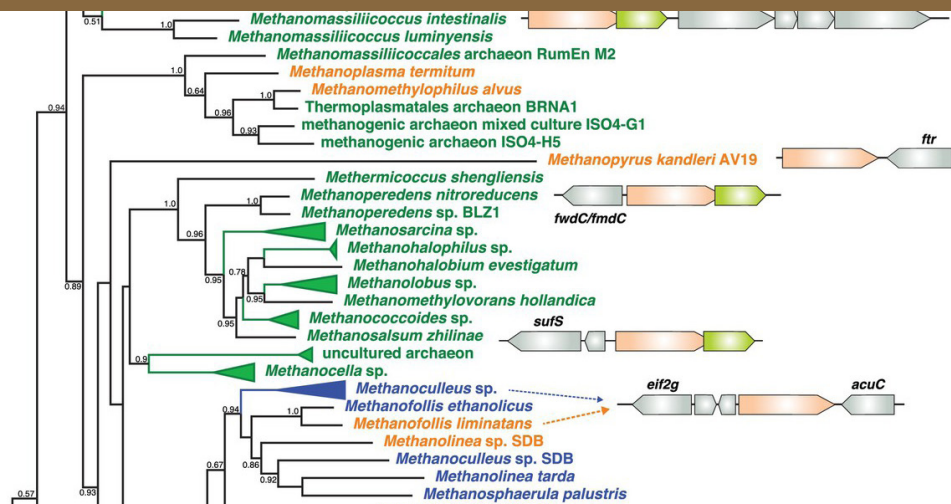 0.51
Methanomassiliicoccus intestinalis
Methanomassiliicoccus luminyensis
Methanomassiliicoccales archaeon RumEn M2
1.0
Methanoplasma termitum
0.64
Methanomethylophilus alvus
1.0
Thermoplasmatales archaeon BRNA1
0.94
0.96
methanogenic archaeon mixed culture ISO4-G1
0.93
methanogenic archaeon ISO4-H5
ftr
Methanopyrus kandleri AV19
Methermicoccus shengliensis
Methanoperedens nitroreducens
1.0
1.0
Methanoperedens sp. BLZ1
fwdC/fmdC
Methanosarcina sp.
0.96
Methanohalophilus sp.
Methanohalobium evestigatum
0.78
0.95
Methanolobus sp.
0.89
0.95
Methanomethylovorans hollandica
Methanococcoides sp.
0.95
sufS
Methanosalsum zhilinae
uncultured archaeon
0.9
Methanocella sp.
Methanoculleus sp.
eif2g
acuC
0.94
Methanofollis ethanolicus
1.0
Methanofollis liminatans
Methanolinea sp. SDB
0.67
0.86
Methanoculleus sp. SDB
0.92
Methanolinea tarda
0.57
0.93
Methanosphaerula palustris